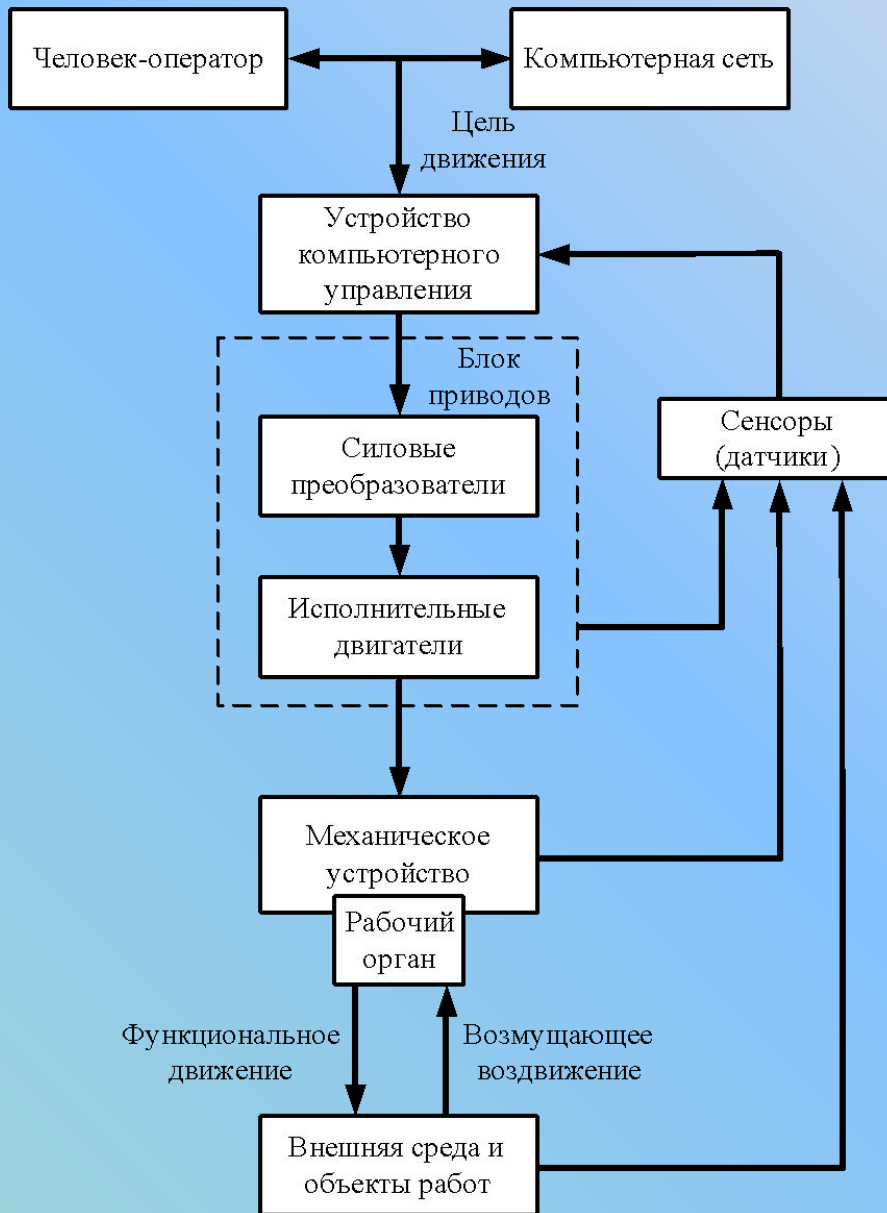 Человек-оператор
Компьютерная сеть
Цель
движения
Устройство
компьютерного
управления
Блок
приводов
Силовые
преобразователи
Сенсоры
(датчики)
Исполнительные
двигатели
Механическое
устройство
Рабочий
орган
Функциональное
движение
Возмущающее
воздвижение
Внешняя среда и
объекты работ